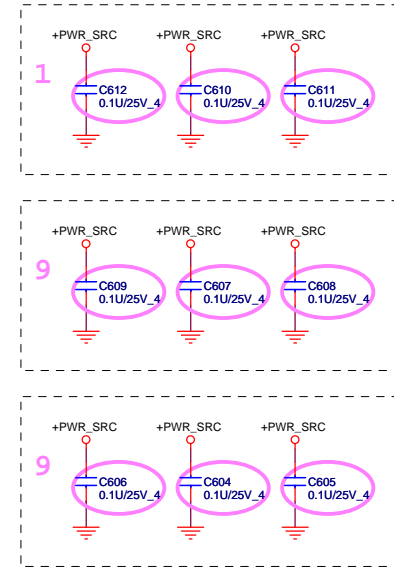 +PWR_SRC +PWR_SRC +PWR_SRC
1
C612 C610 C611
0.1U/25V_4 0.1U/25V_4 0.1U/25V_4
+PWR_SRC +PWR_SRC +PWR_SRC
9
C609 C607 C608
0.1U/25V_4 0.1U/25V_4 0.1U/25V_4
+PWR_SRC +PWR_SRC +PWR_SRC
9
C606 C604 C605
0.1U/25V_4 0.1U/25V_4 0.1U/25V_4